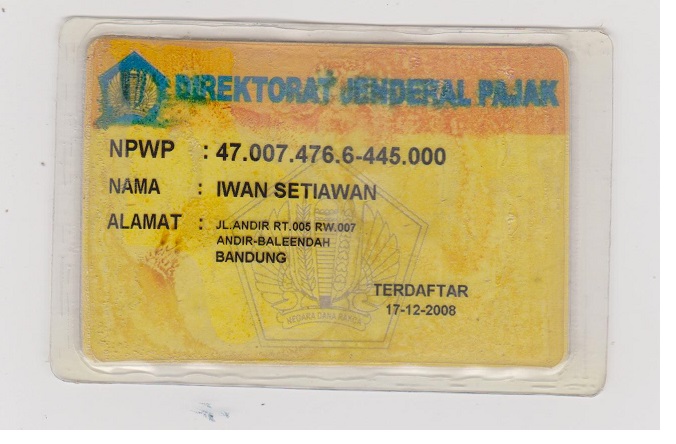 DIREKTORAT JENDERAL PAJAK
NPWP : 47.007.476.6-445.000
NAMA : IWAN SETIAWAN
ALAMAT : JL.ANDIR RT.005 RW.007
ANDIR-BALEENDAH
BANDUNG
TERDAFTAR
17-12-2008
NEGARA DANA RAKCA